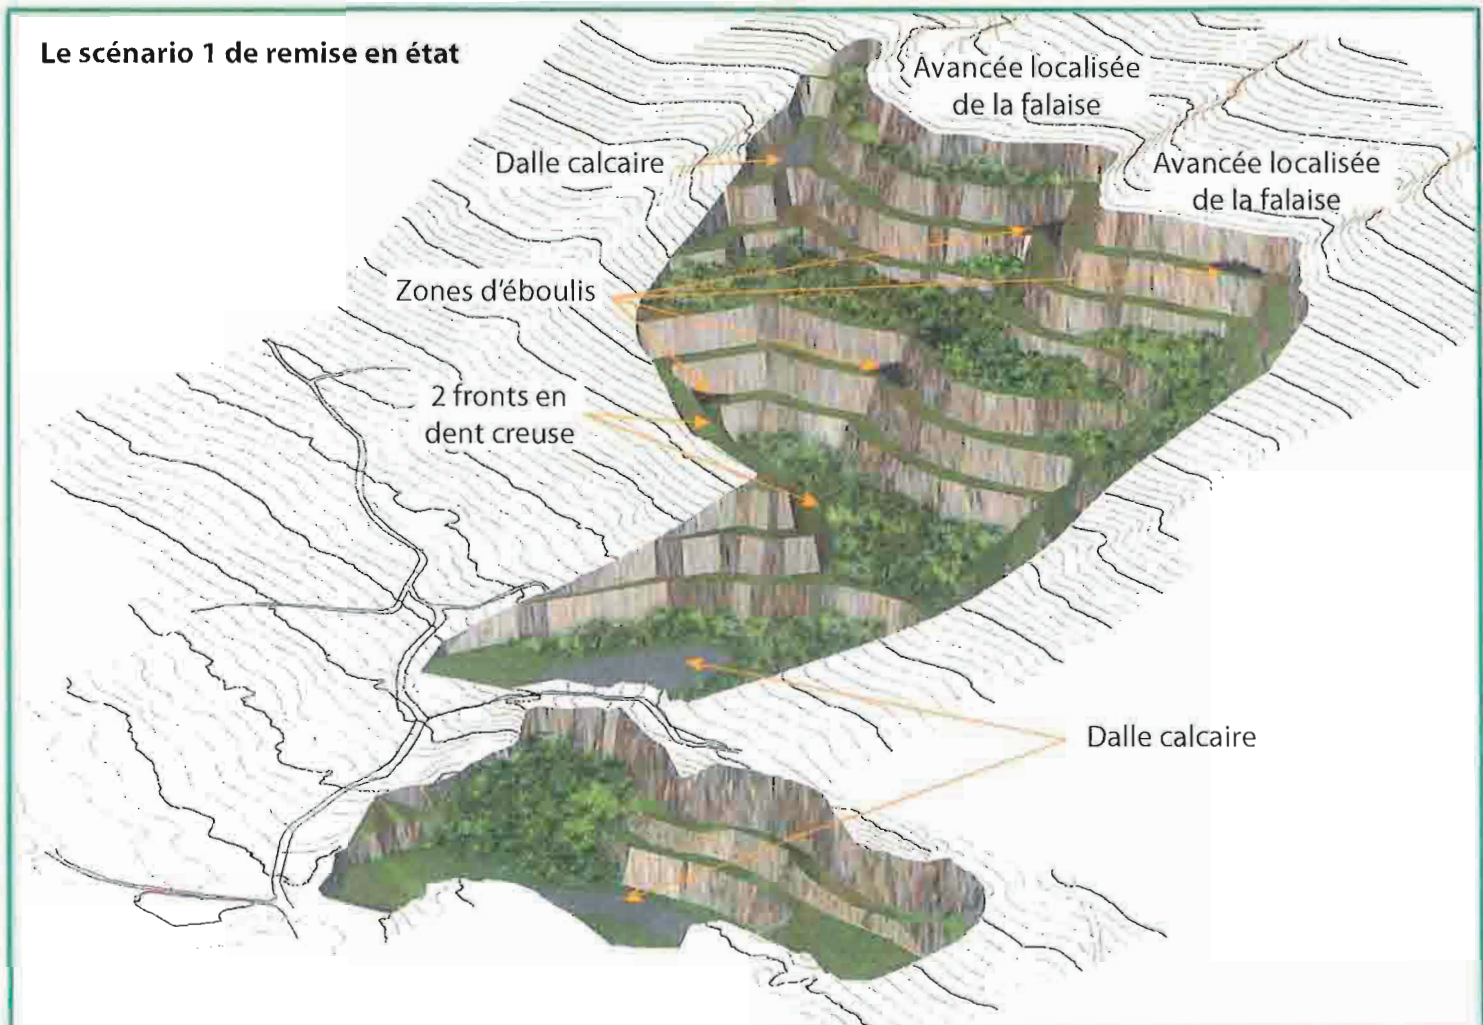 Le scénario 1 de remise en état
Avancée localisée
de la falaise
Dalle calcaire
Avancée localisée
de la falaise
Zones d'éboulis
2 fronts en
dent creuse
Dalle calcaire